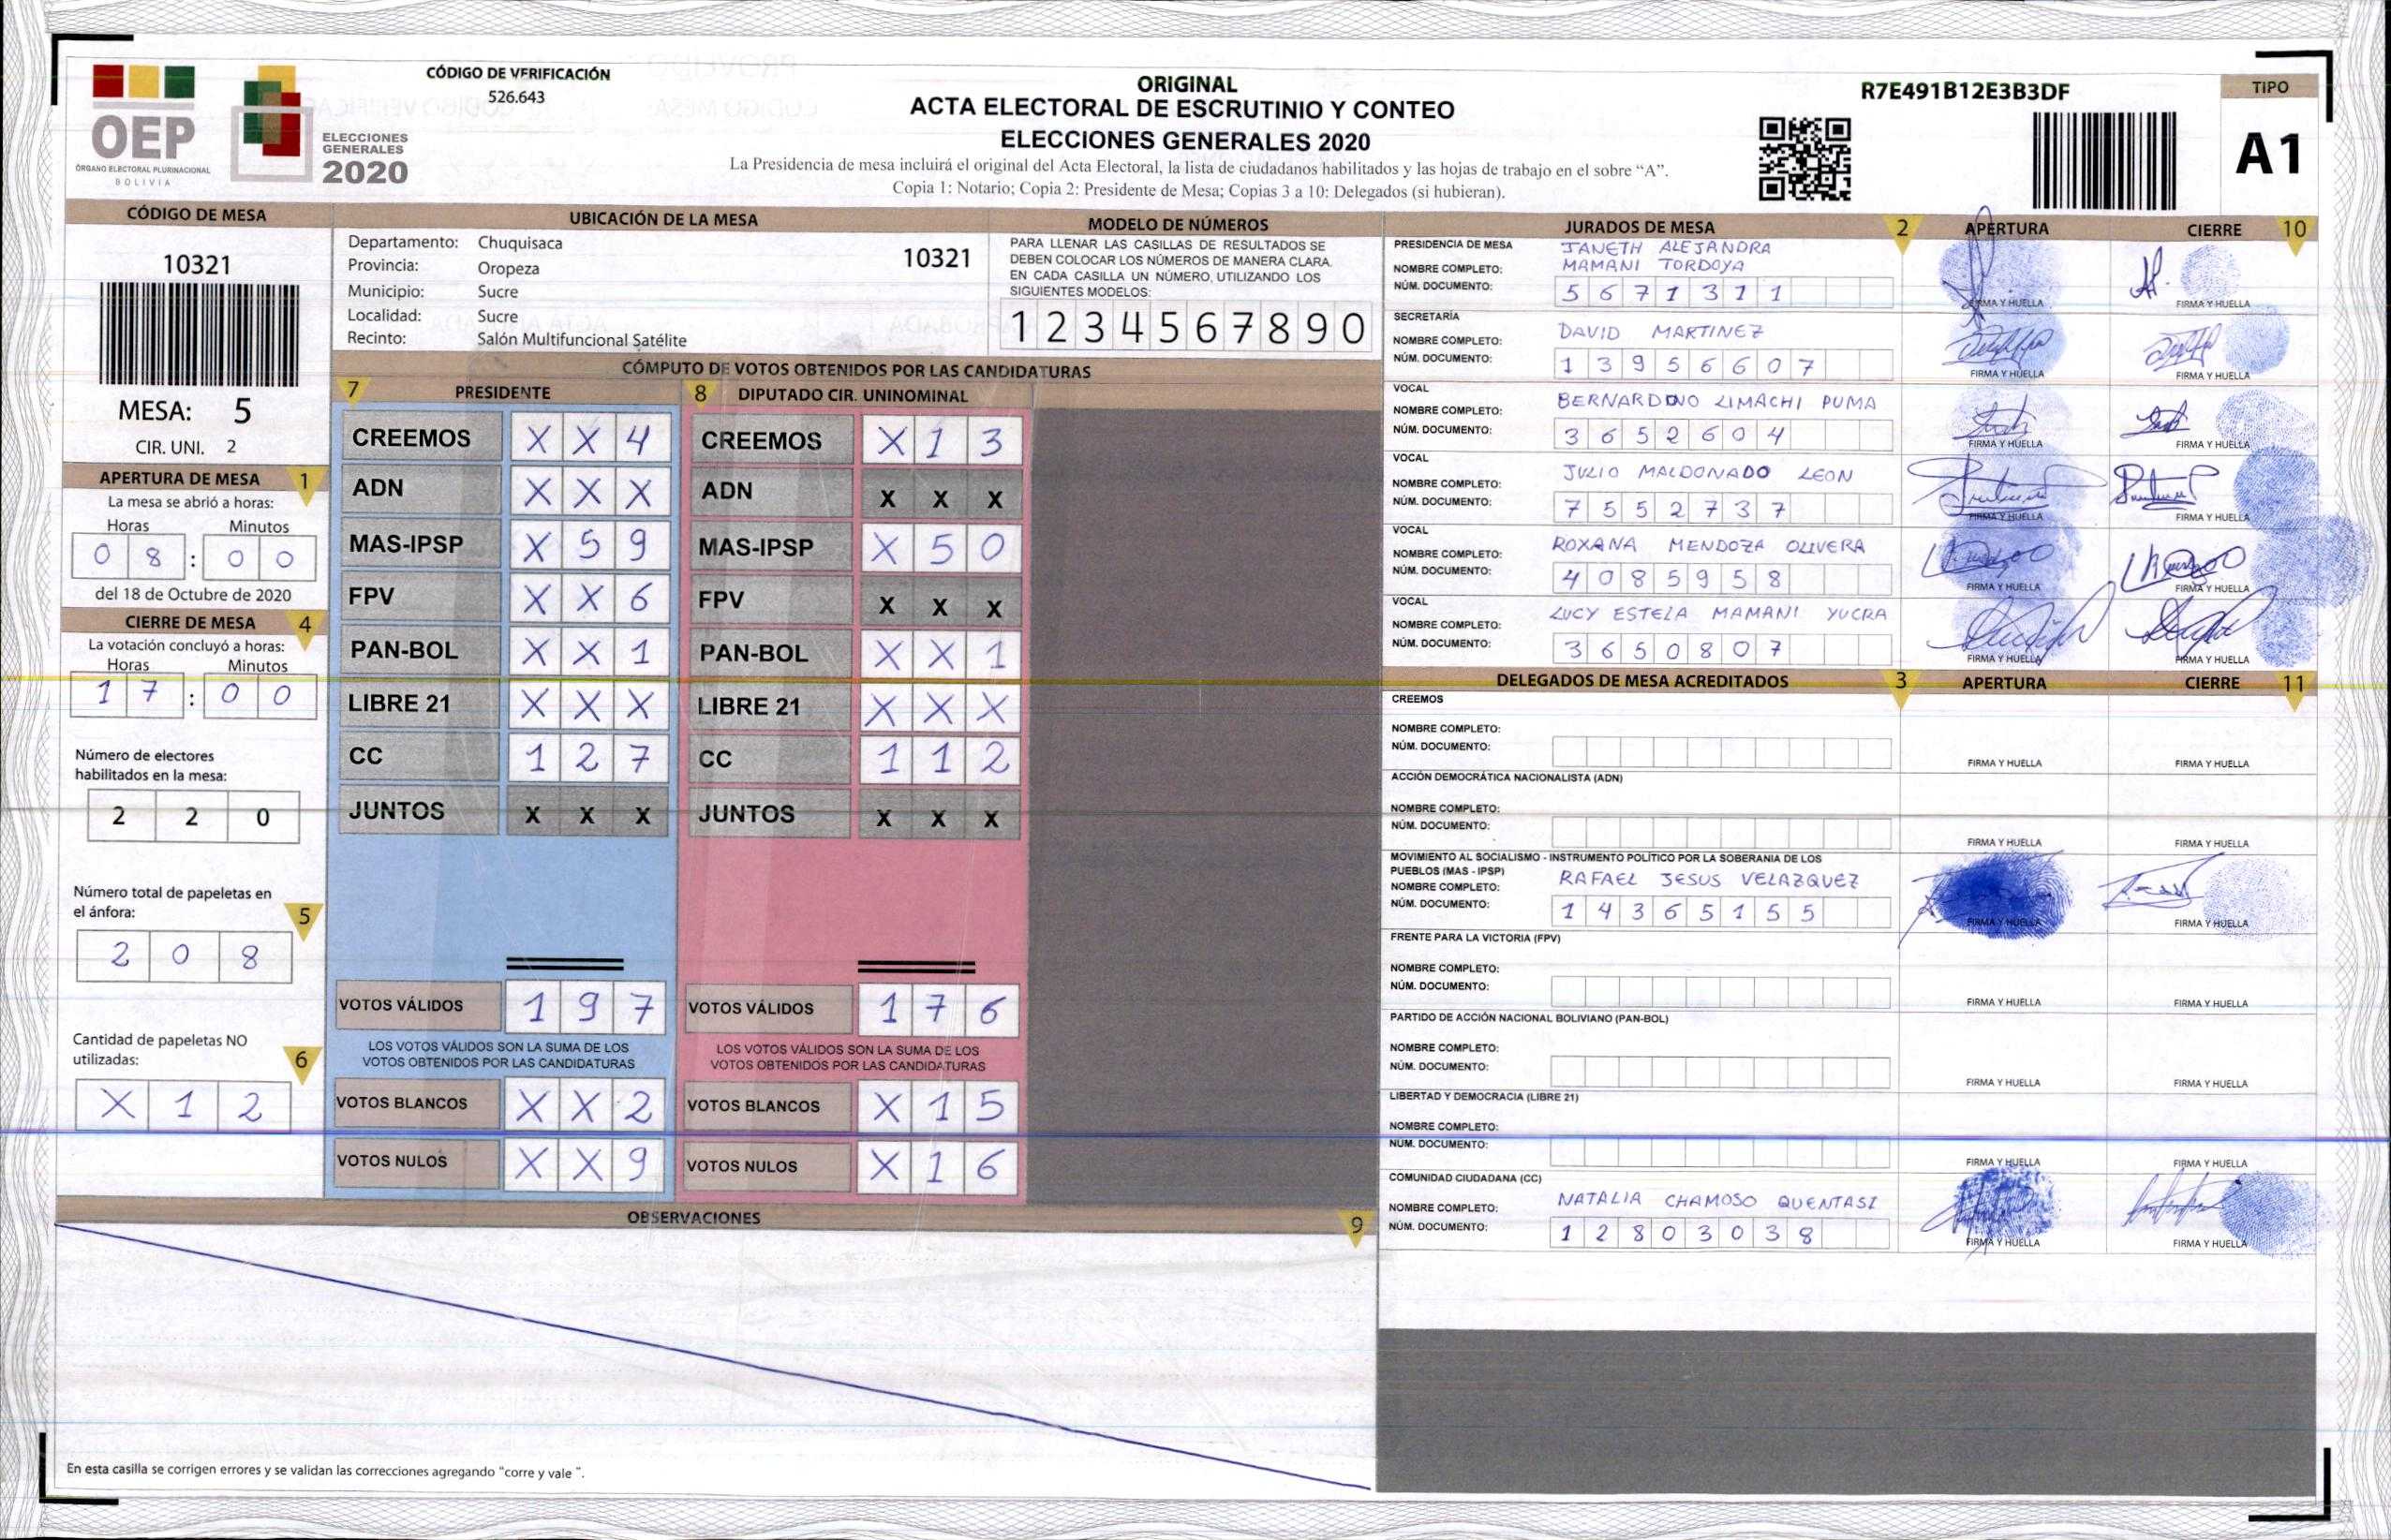 OEP
ÓRGANO ELECTORAL PLURINACIONAL
BOLIVIA
ELECCIONES
GENERALES
2020
CÓDIGO DE VERIFICACIÓN
526.643
ORIGINAL
ACTA ELECTORAL DE ESCRUTINIO Y CONTEO
ELECCIONES GENERALES 2020
La Presidencia de mesa incluirá el original del Acta Electoral, la lista de ciudadanos habilitados y las hojas de trabajo en el sobre “A”.
Copia 1: Notario; Copia 2: Presidente de Mesa; Copias 3 a 10: Delegados (si hubieran).
R7E491B12E3B3DF
TIPO
A1
CÓDIGO DE MESA
10321
MESA: 5
CIR. UNI. 2
APERTURA DE MESA 1
La mesa se abrió a horas:
Horas Minutos
0 8 : 0 0
del 18 de Octubre de 2020
CIERRE DE MESA 4
La votación concluyó a horas:
Horas Minutos
1 7 : 0 0
Número de electores
habilitados en la mesa:
2 2 0
Número total de papeletas en
el ánfora: 5
2 0 8
Cantidad de papeletas NO
utilizadas: 6
X 1 2
UBICACIÓN DE LA MESA
Departamento: Chuquisaca 10321
Provincia: Oropeza
Municipio: Sucre
Localidad: Sucre
Recinto: Salón Multifuncional Satélite
MODELO DE NÚMEROS
PARA LLENAR LAS CASILLAS DE RESULTADOS SE
DEBEN COLOCAR LOS NÚMEROS DE MANERA CLARA.
EN CADA CASILLA UN NÚMERO, UTILIZANDO LOS
SIGUIENTES MODELOS:
1 2 3 4 5 6 7 8 9 0
CÓMPUTO DE VOTOS OBTENIDOS POR LAS CANDIDATURAS
7 PRESIDENTE
CREEMOS X X 4
ADN X X X
MAS-IPSP X 5 9
FPV X X 6
PAN-BOL X X 1
LIBRE 21 X X X
CC 1 2 7
JUNTOS X X X
VOTOS VÁLIDOS 1 9 7
LOS VOTOS VÁLIDOS SON LA SUMA DE LOS
VOTOS OBTENIDOS POR LAS CANDIDATURAS
VOTOS BLANCOS X X 2
VOTOS NULOS X X 9
8 DIPUTADO CIR. UNINOMINAL
CREEMOS X 1 3
ADN X X X
MAS-IPSP X 5 0
FPV X X X
PAN-BOL X X 1
LIBRE 21 X X X
CC 1 1 2
JUNTOS X X X
VOTOS VÁLIDOS 1 7 6
LOS VOTOS VÁLIDOS SON LA SUMA DE LOS
VOTOS OBTENIDOS POR LAS CANDIDATURAS
VOTOS BLANCOS X 1 5
VOTOS NULOS X 1 6
OBSERVACIONES 9
En esta casilla se corrigen errores y se validan las correcciones agregando “corre y vale ”.
JURADOS DE MESA 2 APERTURA CIERRE 10
PRESIDENCIA DE MESA JANETH ALEJANDRA
NOMBRE COMPLETO: MAMANI TORDOYA
NÚM. DOCUMENTO: 5 6 7 1 3 1 1
FIRMA Y HUELLA FIRMA Y HUELLA
SECRETARÍA
NOMBRE COMPLETO: DAVID MARTINEZ
NÚM. DOCUMENTO: 1 3 9 5 6 6 0 7
FIRMA Y HUELLA FIRMA Y HUELLA
VOCAL
NOMBRE COMPLETO: BERNARDINO LIMACHI PUMA
NÚM. DOCUMENTO: 3 6 5 2 6 0 4
FIRMA Y HUELLA FIRMA Y HUELLA
VOCAL
NOMBRE COMPLETO: JULIO MALDONADO LEON
NÚM. DOCUMENTO: 7 5 5 2 7 3 7
FIRMA Y HUELLA FIRMA Y HUELLA
VOCAL
NOMBRE COMPLETO: ROXANA MENDOZA OLIVERA
NÚM. DOCUMENTO: 4 0 8 5 9 5 8
FIRMA Y HUELLA FIRMA Y HUELLA
VOCAL
NOMBRE COMPLETO: LUCY ESTELA MAMANI YUCRA
NÚM. DOCUMENTO: 3 6 5 0 8 0 7
FIRMA Y HUELLA FIRMA Y HUELLA
DELEGADOS DE MESA ACREDITADOS 3 APERTURA CIERRE 11
CREEMOS
NOMBRE COMPLETO:
NÚM. DOCUMENTO:
FIRMA Y HUELLA FIRMA Y HUELLA
ACCIÓN DEMOCRÁTICA NACIONALISTA (ADN)
NOMBRE COMPLETO:
NÚM. DOCUMENTO:
FIRMA Y HUELLA FIRMA Y HUELLA
MOVIMIENTO AL SOCIALISMO - INSTRUMENTO POLÍTICO POR LA SOBERANIA DE LOS
PUEBLOS (MAS - IPSP)
NOMBRE COMPLETO: RAFAEL JESUS VELAZQUEZ
NÚM. DOCUMENTO: 1 4 3 6 5 1 5 5
FIRMA Y HUELLA FIRMA Y HUELLA
FRENTE PARA LA VICTORIA (FPV)
NOMBRE COMPLETO:
NÚM. DOCUMENTO:
FIRMA Y HUELLA FIRMA Y HUELLA
PARTIDO DE ACCIÓN NACIONAL BOLIVIANO (PAN-BOL)
NOMBRE COMPLETO:
NÚM. DOCUMENTO:
FIRMA Y HUELLA FIRMA Y HUELLA
LIBERTAD Y DEMOCRACIA (LIBRE 21)
NOMBRE COMPLETO:
NÚM. DOCUMENTO:
FIRMA Y HUELLA FIRMA Y HUELLA
COMUNIDAD CIUDADANA (CC)
NOMBRE COMPLETO: NATALIA CHAMOSO QUENTASI
NÚM. DOCUMENTO: 1 2 8 0 3 0 3 8
FIRMA Y HUELLA FIRMA Y HUELLA